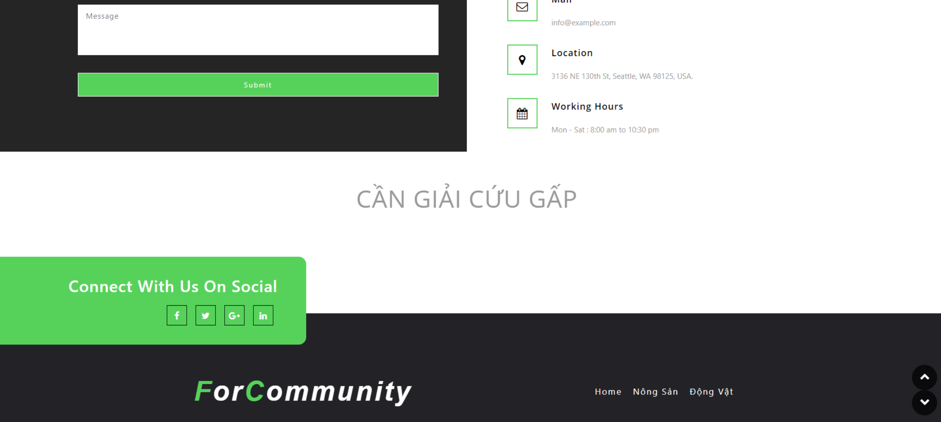 Message
Submit
Mail
info@example.com
Location
3136 NE 130th St, Seattle, WA 98125, USA.
Working Hours
Mon - Sat : 8:00 am to 10:30 pm
CẦN GIẢI CỨU GẤP
Connect With Us On Social
ForCommunity
Home Nông Sản Động Vật